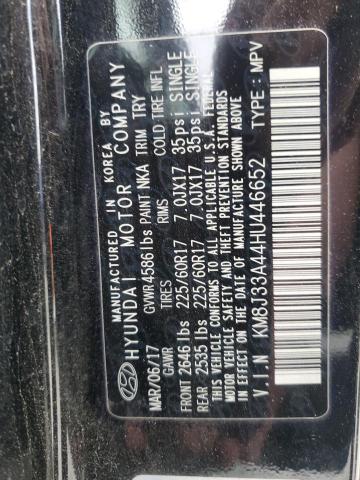 MANUFACTURED IN KOREA BY
HYUNDAI MOTOR COMPANY
MAR/06/17 GVWR 4586 lbs PAINT NKA TRIM TRY
GAWR TIRES RIMS COLD TIRE INFL
FRONT 2646 lbs 225/60R17 7.0JX17 35psi SINGLE
REAR 2535 lbs 225/60R17 7.0JX17 35psi SINGLE
THIS VEHICLE CONFORMS TO ALL APPLICABLE U.S.A. FEDERAL
MOTOR VEHICLE SAFETY, BUMPER, AND THEFT PREVENTION STANDARDS
IN EFFECT ON THE DATE OF MANUFACTURE SHOWN ABOVE
V.I.N : KM8J33A44HU446652 TYPE : MPV